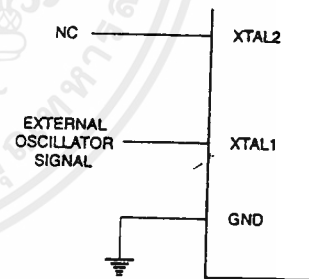 NC
XTAL2
EXTERNAL
OSCILLATOR
SIGNAL
XTAL1
GND